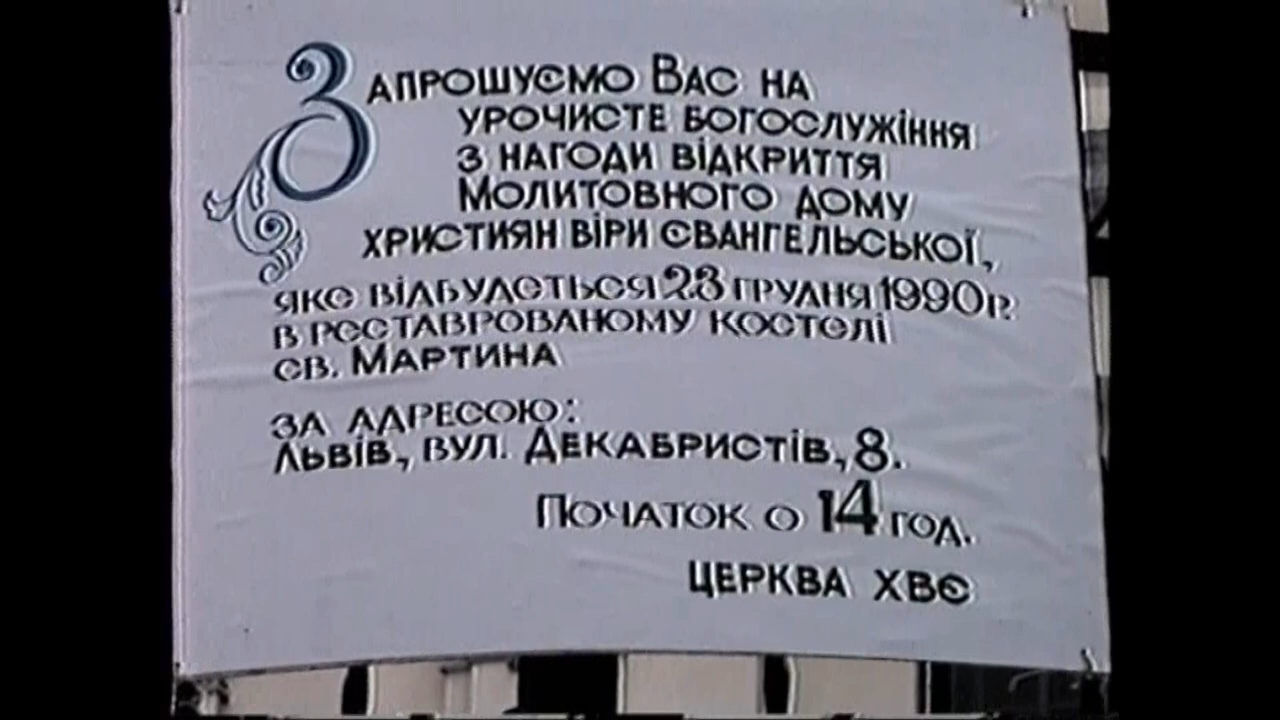 Запрошуємо Вас на
урочисте богослужіння
з нагоди відкриття
Молитовного дому
християн віри євангельської,
яке відбудеться 23 грудня 1990 р.
в реставрованому костелі
св. Мартина
за адресою:
Львів, вул. Декабристів, 8.
Початок о 14 год.
церква ХВЄ